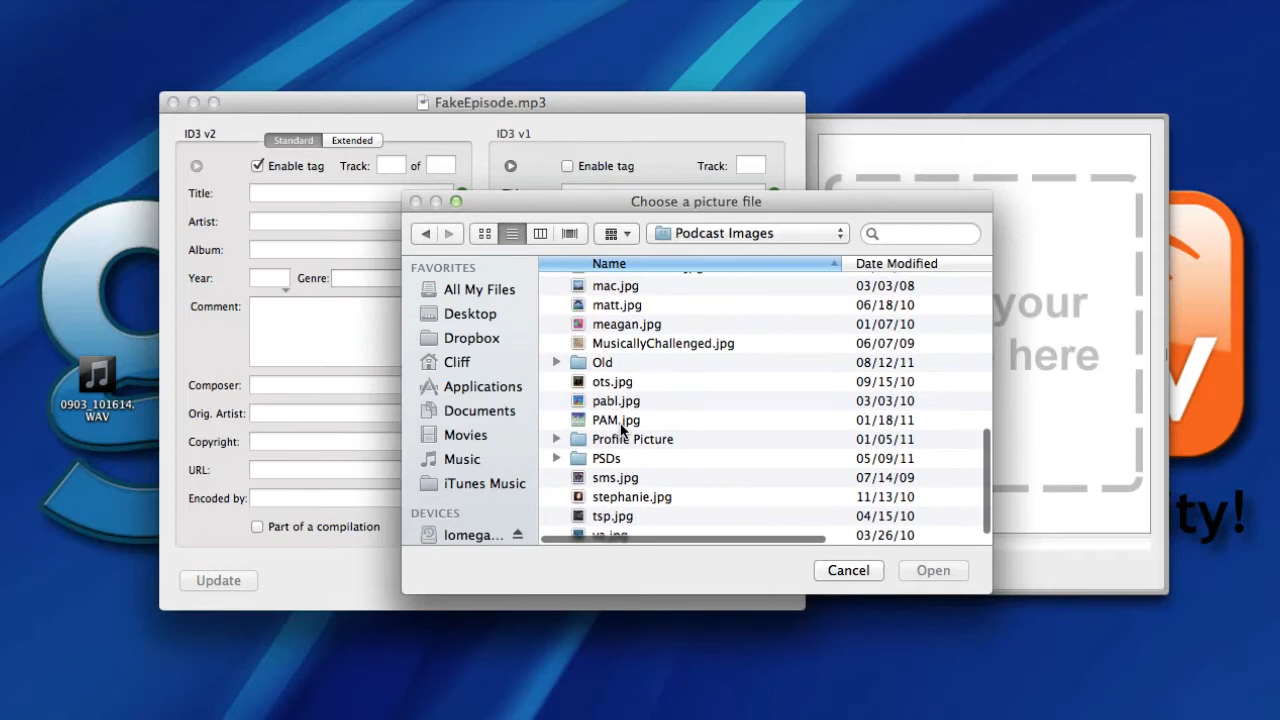 FakeEpisode.mp3
ID3 v2
Standard
Extended
ID3 v1
Enable tag
Track:
of
Enable tag
Track:
Title:
Artist:
Album:
Year:
Genre:
Comment:
Composer:
Orig. Artist:
Copyright:
URL:
Encoded by:
Part of a compilation
Update
Choose a picture file
Podcast Images
FAVORITES
All My Files
Desktop
Dropbox
Cliff
Applications
Documents
Movies
Music
iTunes Music
DEVICES
Iomega...
Name
Date Modified
mac.jpg 03/03/08
matt.jpg 06/18/10
meagan.jpg 01/07/10
MusicallyChallenged.jpg 06/07/09
Old 08/12/11
ots.jpg 09/15/10
pabl.jpg 03/03/10
PAM.jpg 01/18/11
Profile Picture 01/05/11
PSDs 05/09/11
sms.jpg 07/14/09
stephanie.jpg 11/13/10
tsp.jpg 04/15/10
03/26/10
Cancel
Open
your
here
0903_101614.
WAV
ty!